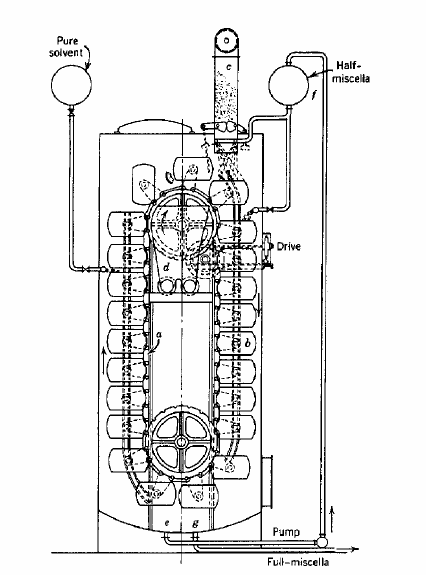 Pure
solvent
c
Half-
miscella
f
Drive
d
a
b
e
g
Pump
Full-miscella